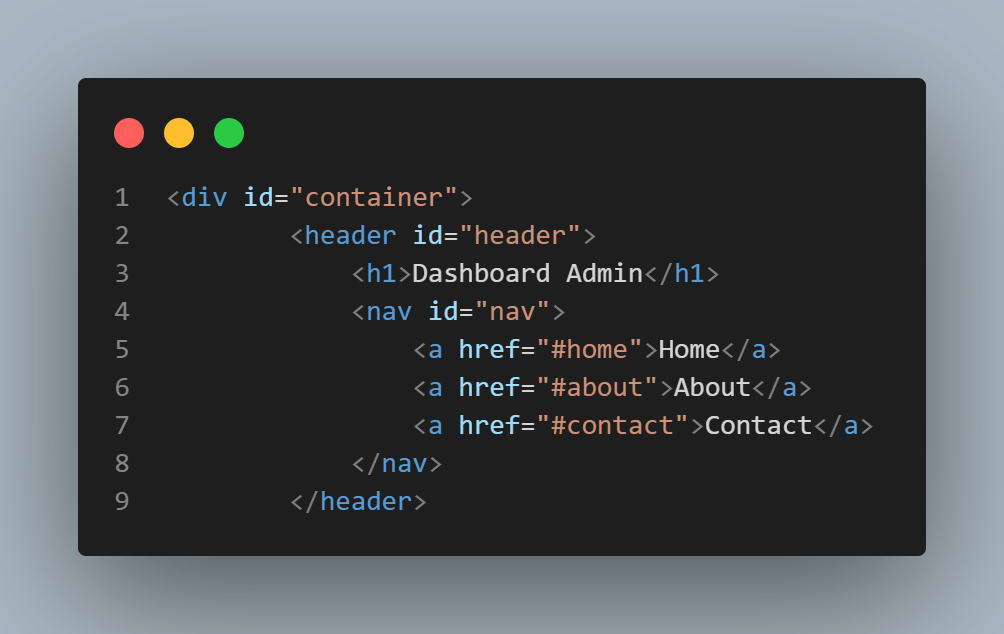 1 <div id="container">
2         <header id="header">
3             <h1>Dashboard Admin</h1>
4             <nav id="nav">
5                 <a href="#home">Home</a>
6                 <a href="#about">About</a>
7                 <a href="#contact">Contact</a>
8             </nav>
9         </header>